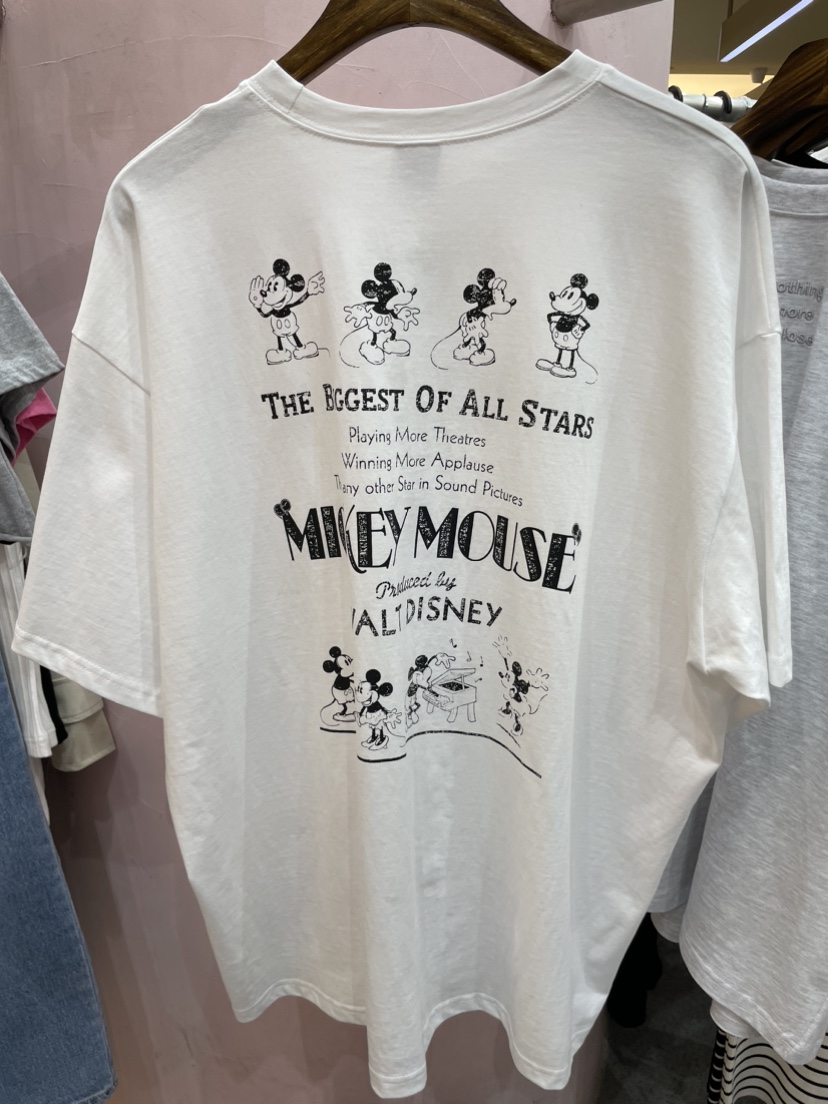 THE BIGGEST OF ALL STARS
Playing More Theatres
Winning More Applause
Than any other Star in Sound Pictures
MICKEY MOUSE
Produced by
WALT DISNEY